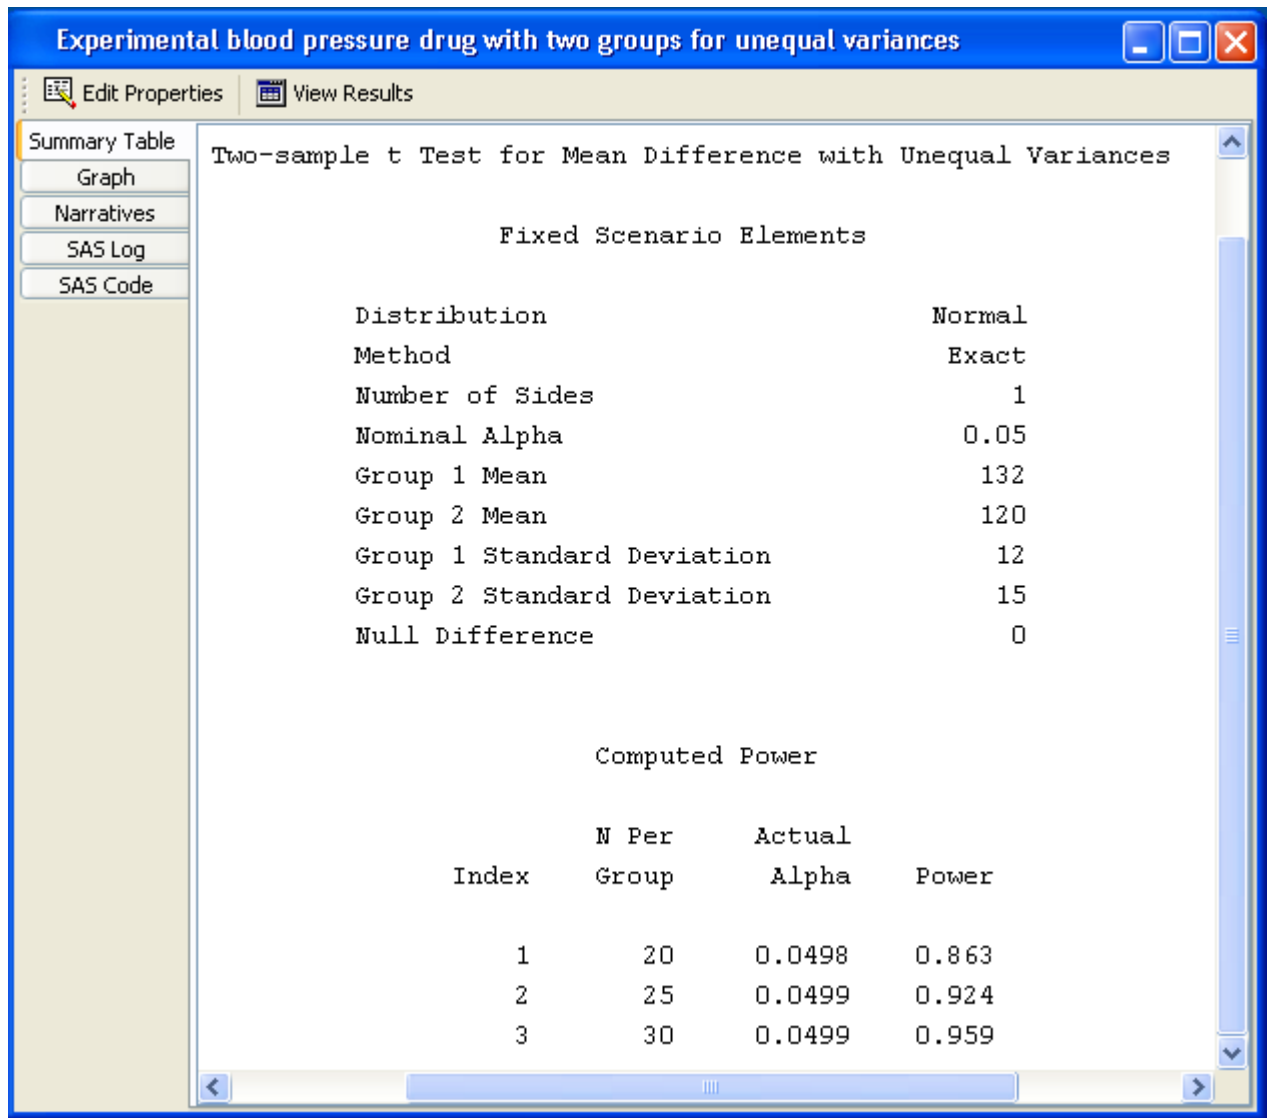 Experimental blood pressure drug with two groups for unequal variances
Edit Properties View Results
Summary Table
Graph
Narratives
SAS Log
SAS Code
Two-sample t Test for Mean Difference with Unequal Variances
Fixed Scenario Elements
Distribution Normal
Method Exact
Number of Sides 1
Nominal Alpha 0.05
Group 1 Mean 132
Group 2 Mean 120
Group 1 Standard Deviation 12
Group 2 Standard Deviation 15
Null Difference 0
Computed Power
N Per Actual
Index Group Alpha Power
1 20 0.0498 0.863
2 25 0.0499 0.924
3 30 0.0499 0.959